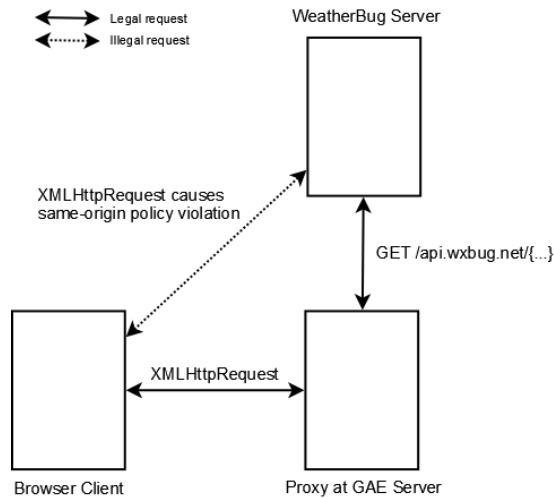 WeatherBug Server
Legal request
Illegal request
XMLHttpRequest causes
same-origin policy violation
GET /api.wxbug.net/{...}
XMLHttpRequest
Browser Client
Proxy at GAE Server